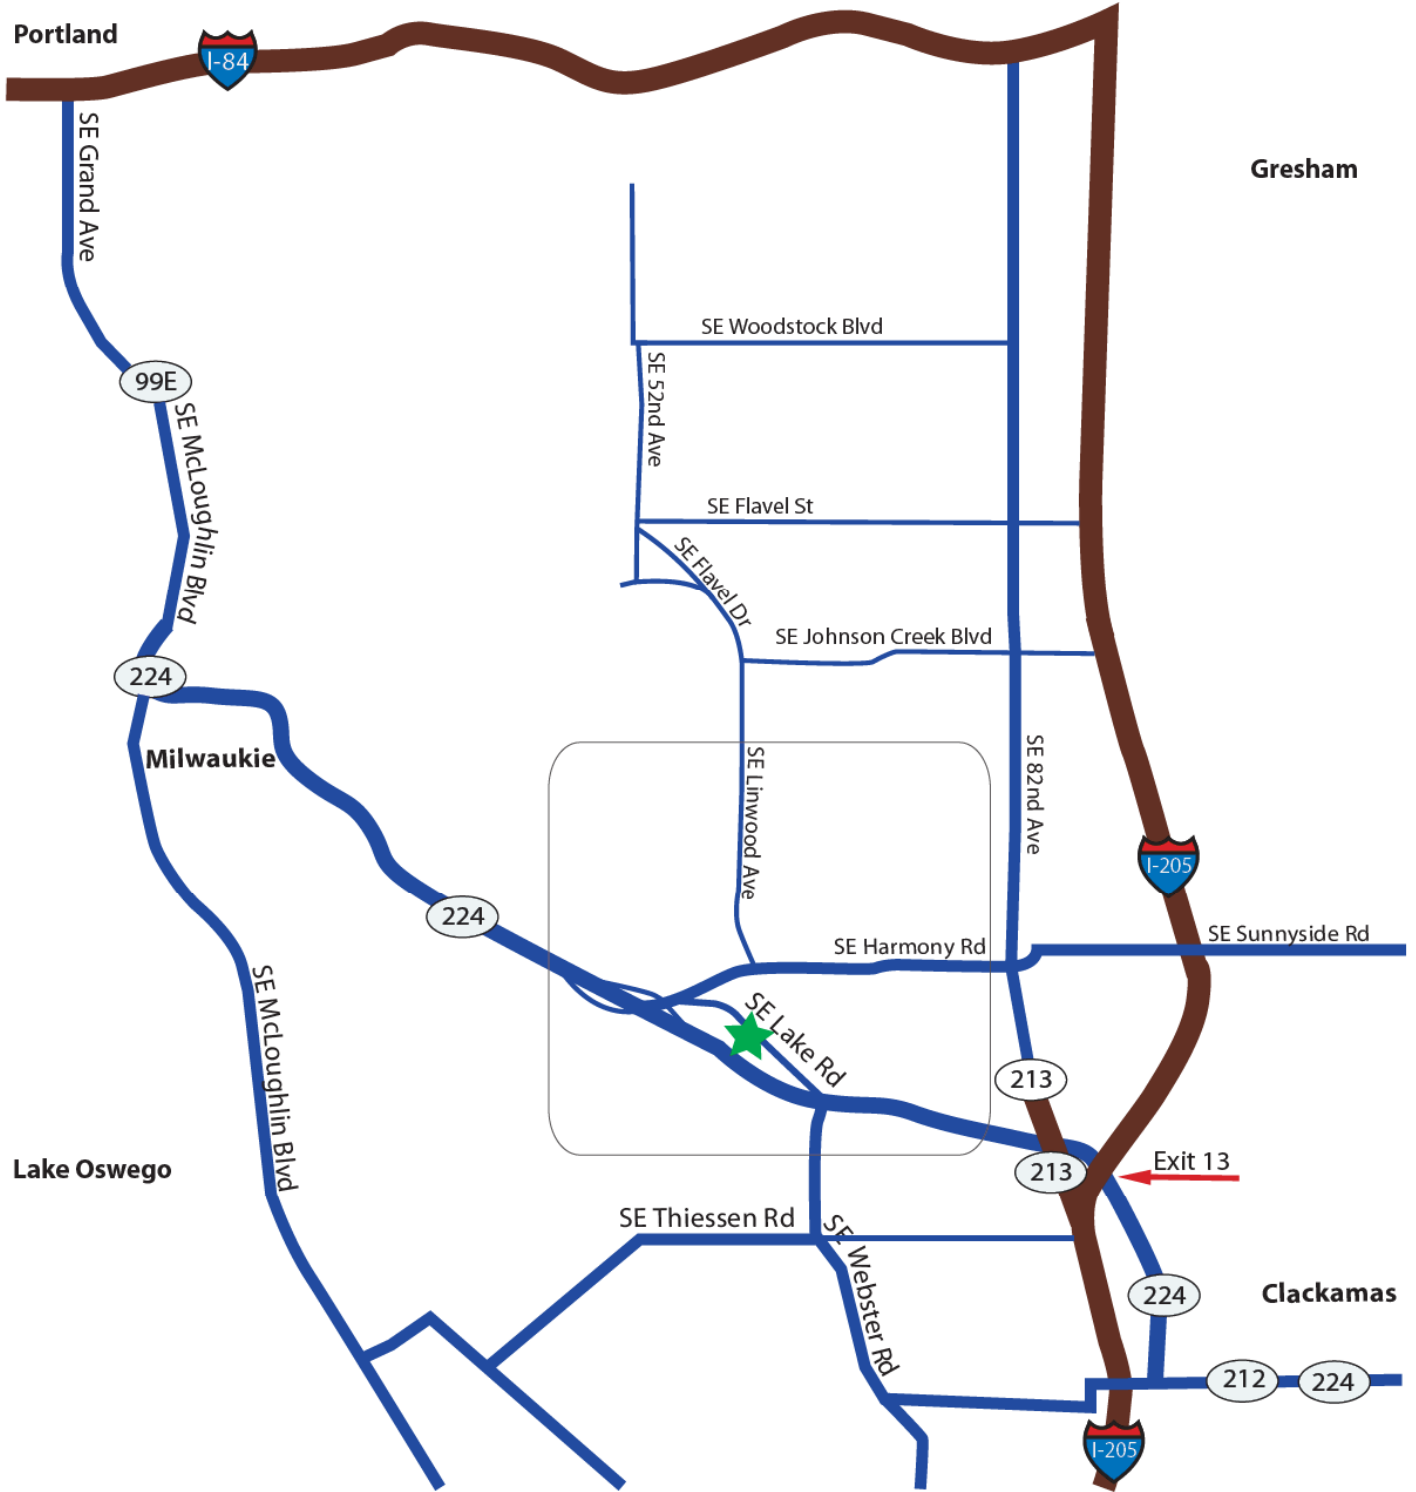 Portland
I-84
SE Grand Ave
Gresham
SE Woodstock Blvd
99E
SE 52nd Ave
SE McLoughlin Blvd
SE Flavel St
SE Flavel Dr
SE Johnson Creek Blvd
224
Milwaukie
SE Linwood Ave
SE 82nd Ave
I-205
224
SE Harmony Rd
SE Sunnyside Rd
SE McLoughlin Blvd
SE Lake Rd
213
Lake Oswego
213
Exit 13
SE Thiessen Rd
SE Webster Rd
224
Clackamas
212
224
I-205